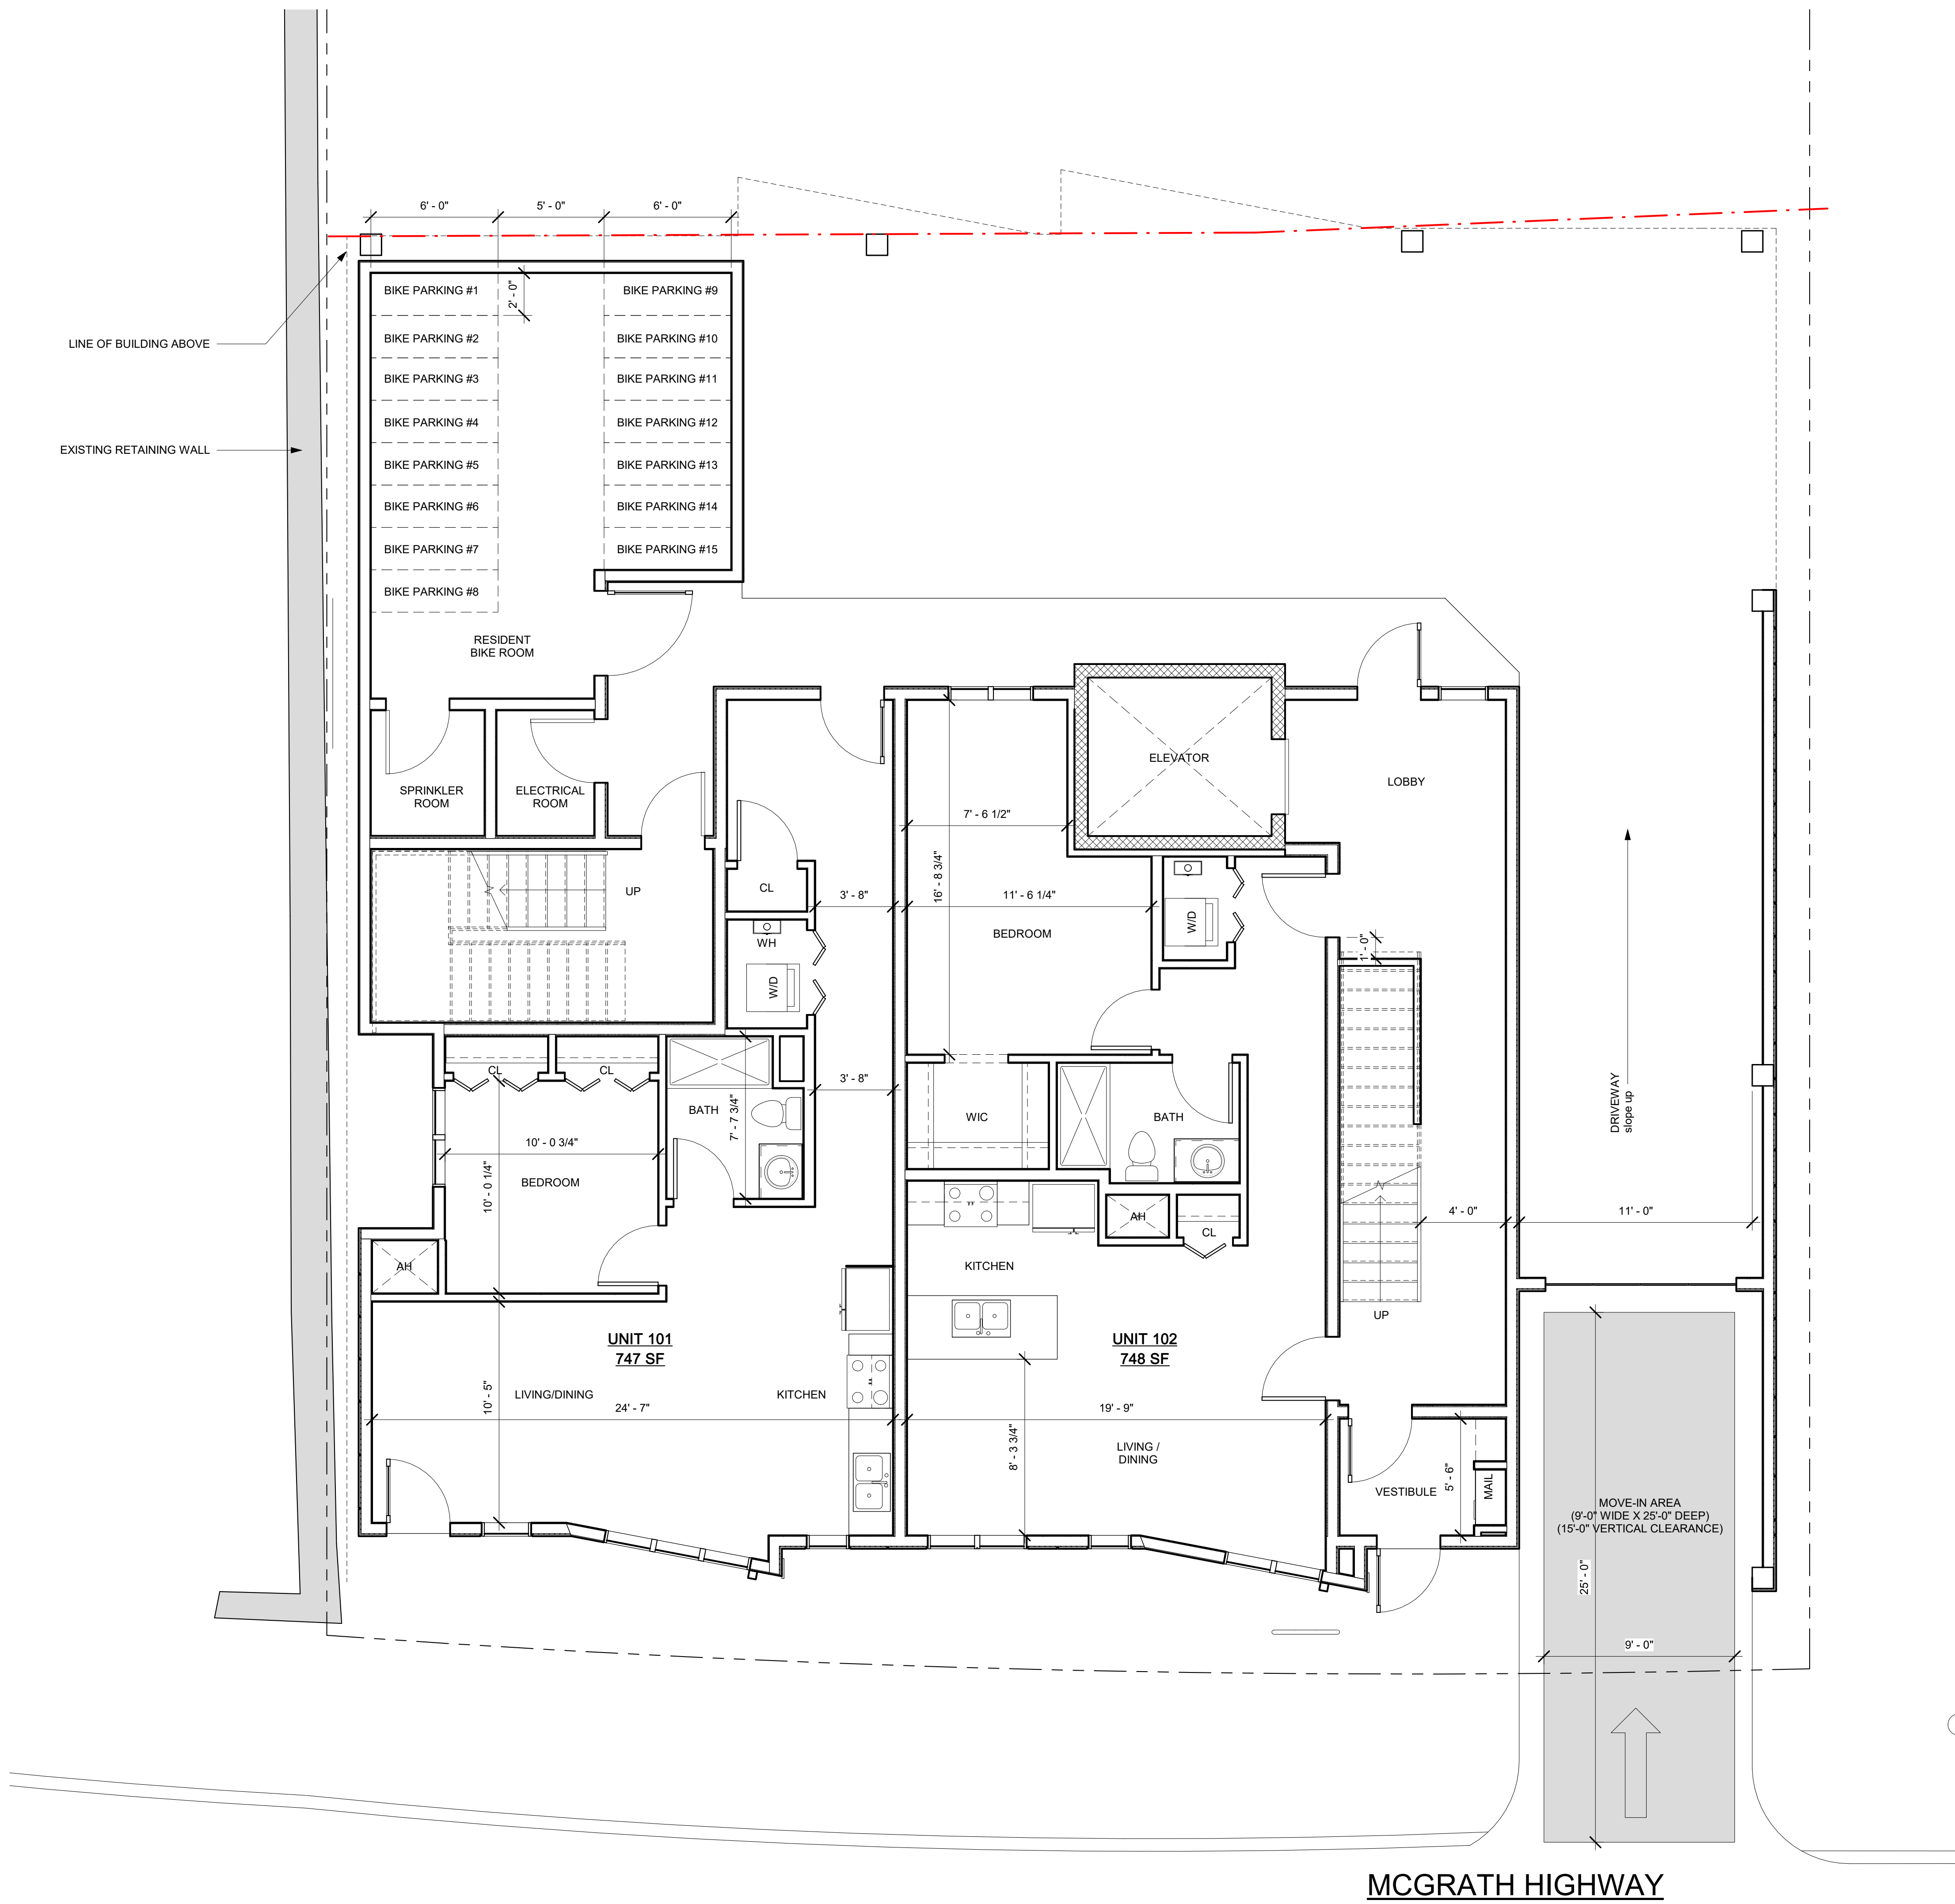 6' - 0"
5' - 0"
6' - 0"
BIKE PARKING #1
2' - 0"
BIKE PARKING #9
BIKE PARKING #2
BIKE PARKING #10
LINE OF BUILDING ABOVE
BIKE PARKING #3
BIKE PARKING #11
BIKE PARKING #4
BIKE PARKING #12
EXISTING RETAINING WALL
BIKE PARKING #5
BIKE PARKING #13
BIKE PARKING #6
BIKE PARKING #14
BIKE PARKING #7
BIKE PARKING #15
BIKE PARKING #8
RESIDENT
BIKE ROOM
ELEVATOR
LOBBY
SPRINKLER
ROOM
ELECTRICAL
ROOM
7' - 6 1/2"
16' - 8 3/4"
UP
CL
3' - 8"
11' - 6 1/4"
W/D
BEDROOM
WH
1' - 0"
W/D
CL
CL
3' - 8"
BATH
7' - 7 3/4"
WIC
BATH
DRIVEWAY
slope up
10' - 0 3/4"
10' - 0 1/4"
BEDROOM
4' - 0"
11' - 0"
AH
CL
AH
KITCHEN
UP
UNIT 101
747 SF
UNIT 102
748 SF
LIVING/DINING
KITCHEN
10' - 5"
24' - 7"
19' - 9"
8' - 3 3/4"
LIVING /
DINING
5' - 6"
VESTIBULE
MAIL
MOVE-IN AREA
(9'-0" WIDE X 25'-0" DEEP)
(15'-0" VERTICAL CLEARANCE)
25' - 0"
9' - 0"
MCGRATH HIGHWAY